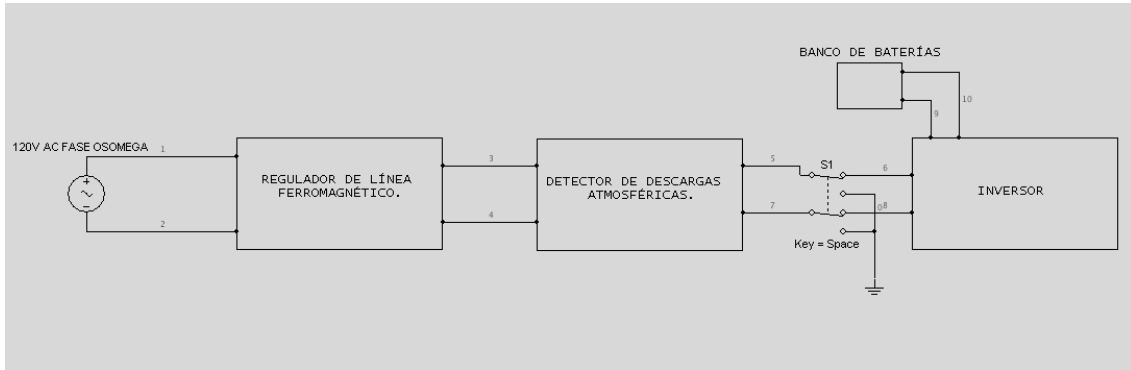 BANCO DE BATERÍAS
10
9
120V AC FASE OSOMEGA
1
3
5
S1
6
REGULADOR DE LÍNEA
FERROMAGNÉTICO.
DETECTOR DE DESCARGAS
ATMOSFÉRICAS.
INVERSOR
2
4
7
0
8
Key = Space